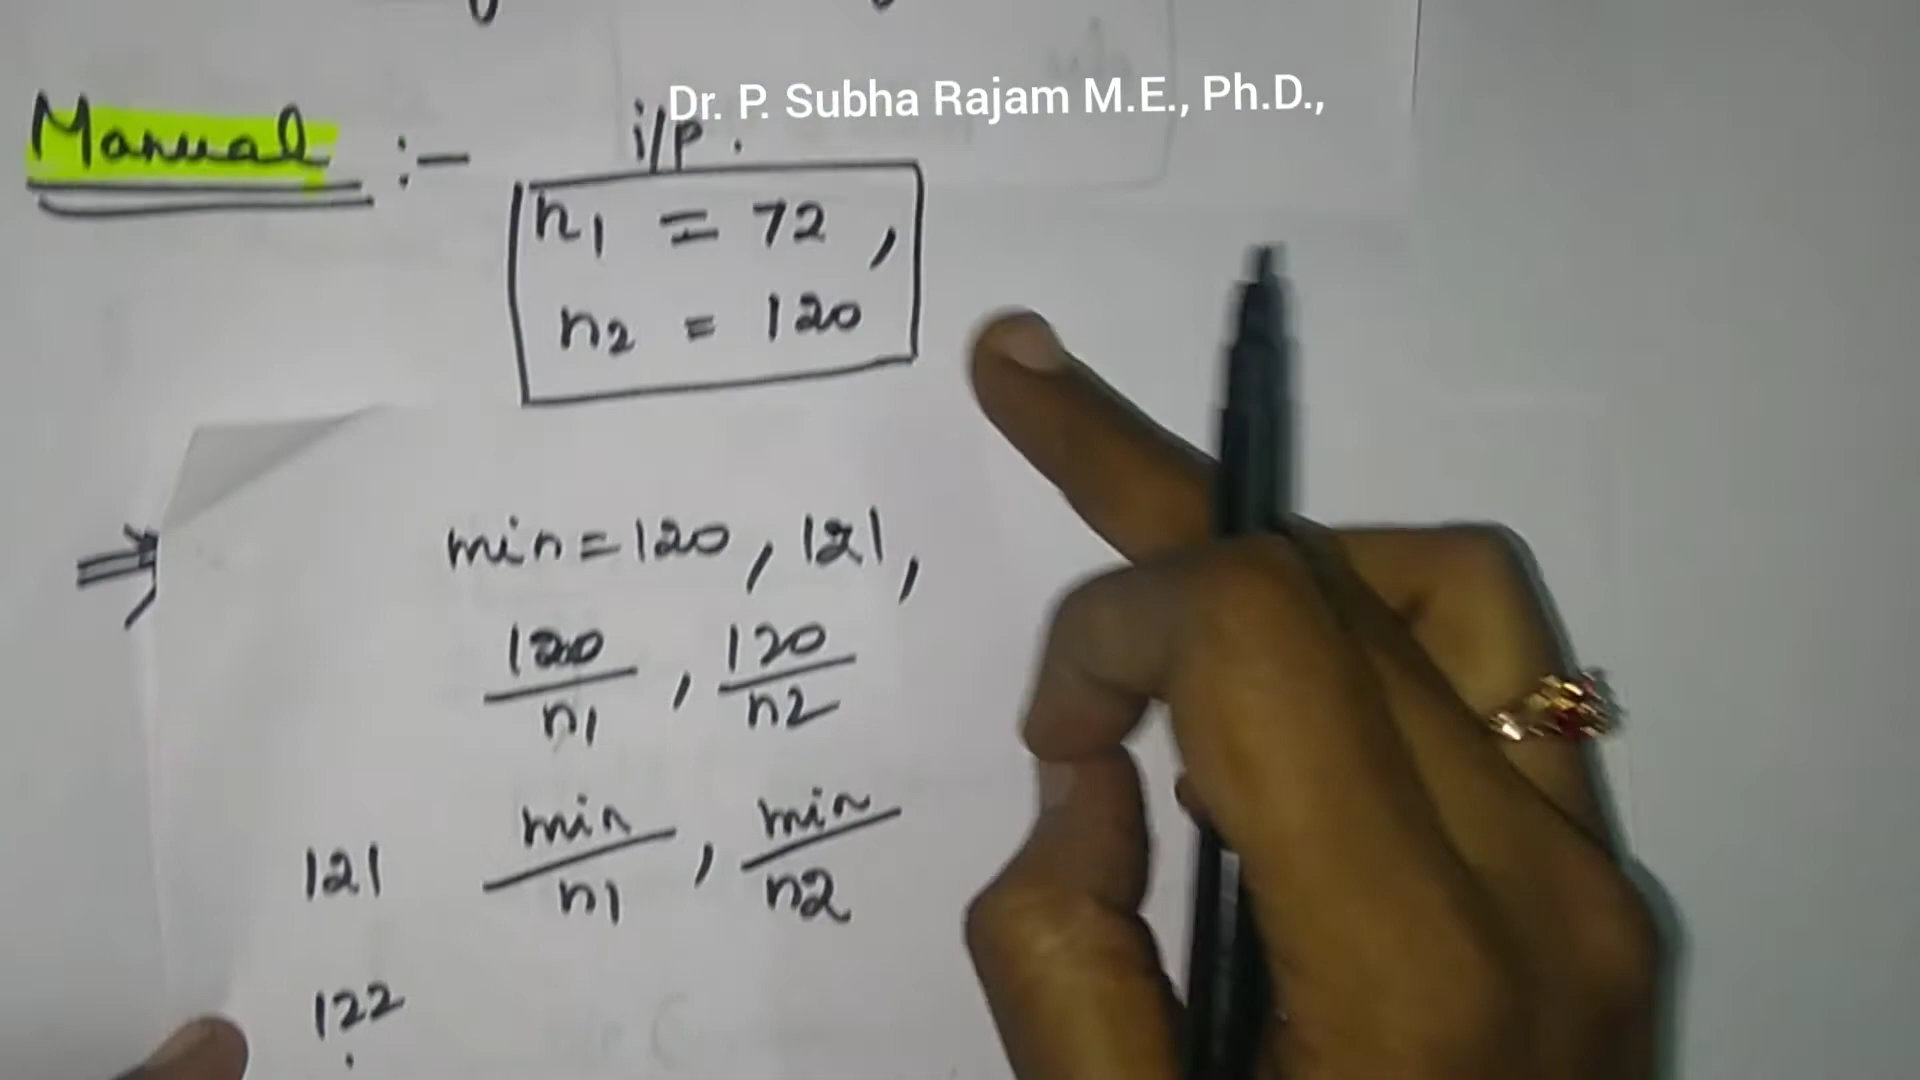 Dr. P. Subha Rajam M.E., Ph.D.,
Manual :- i/p.
n1 = 72 ,
n2 = 120
min = 120 , 121 ,
120/n1 , 120/n2
121 min/n1 , min/n2
122